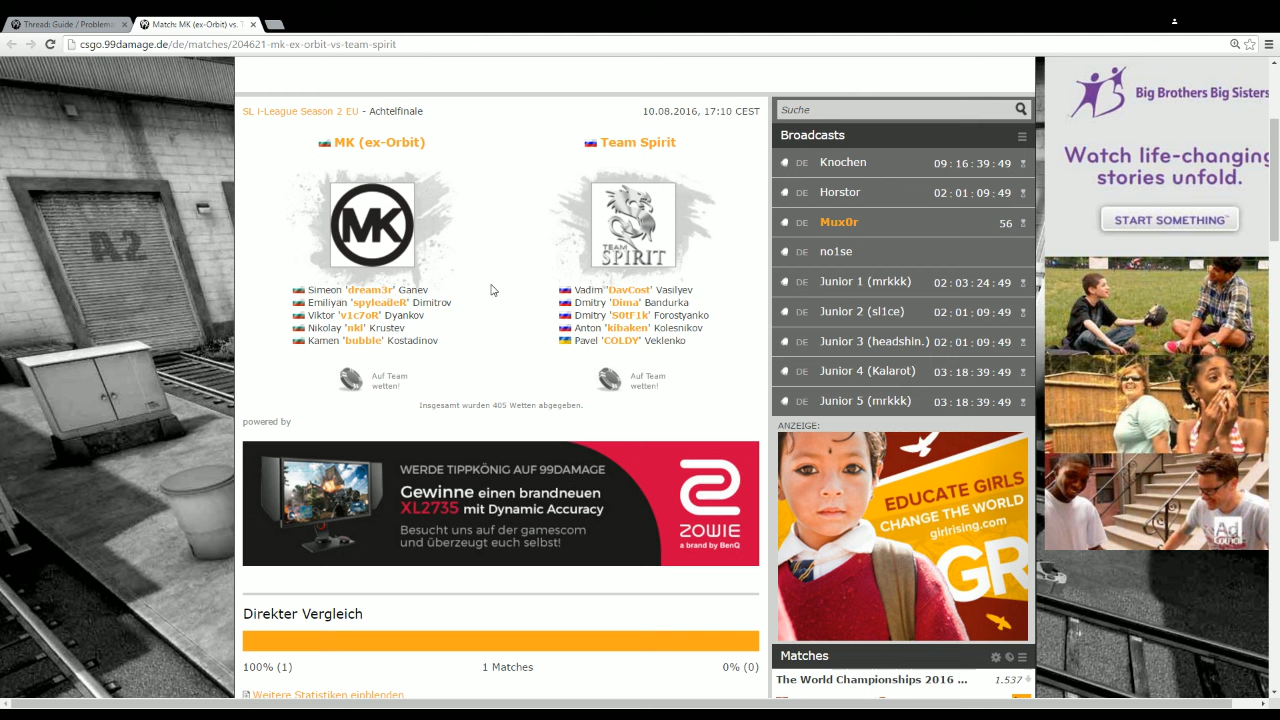 Thread: Guide / Problema
Match: MK (ex-Orbit) vs. T
csgo.99damage.de/de/matches/204621-mk-ex-orbit-vs-team-spirit
SL i-League Season 2 EU - Achtelfinale
10.08.2016, 17:10 CEST
MK (ex-Orbit)
Team Spirit
MK
TEAM
SPIRIT
Simeon 'dream3r' Ganev
Emiliyan 'spyleadeR' Dimitrov
Viktor 'v1c7oR' Dyankov
Nikolay 'nkl' Krustev
Kamen 'bubble' Kostadinov
Vadim 'DavCost' Vasilyev
Dmitry 'Dima' Bandurka
Dmitry 'S0tF1k' Forostyanko
Anton 'kibaken' Kolesnikov
Pavel 'COLDY' Veklenko
Auf Team
wetten!
Auf Team
wetten!
Insgesamt wurden 405 Wetten abgegeben.
powered by
WERDE TIPPKÖNIG AUF 99DAMAGE
Gewinne einen brandneuen
XL2735 mit Dynamic Accuracy
Besucht uns auf der gamescom
und überzeugt euch selbst!
ZOWIE
a brand by BenQ
Direkter Vergleich
100% (1)
1 Matches
0% (0)
Weitere Statistiken einblenden
Suche
Broadcasts
DE Knochen 09:16:39:49
DE Horstor 02:01:09:49
DE Mux0r 56
DE no1se
DE Junior 1 (mrkkk) 02:03:24:49
DE Junior 2 (sl1ce) 02:01:09:49
DE Junior 3 (headshin.) 02:01:09:49
DE Junior 4 (Kalarot) 03:18:39:49
DE Junior 5 (mrkkk) 03:18:39:49
ANZEIGE:
EDUCATE GIRLS
CHANGE THE WORLD
girlrising.com
GR
Matches
The World Championships 2016 ... 1.537
Big Brothers Big Sisters
Watch life-changing
stories unfold.
START SOMETHING™
Ad
Council
A2